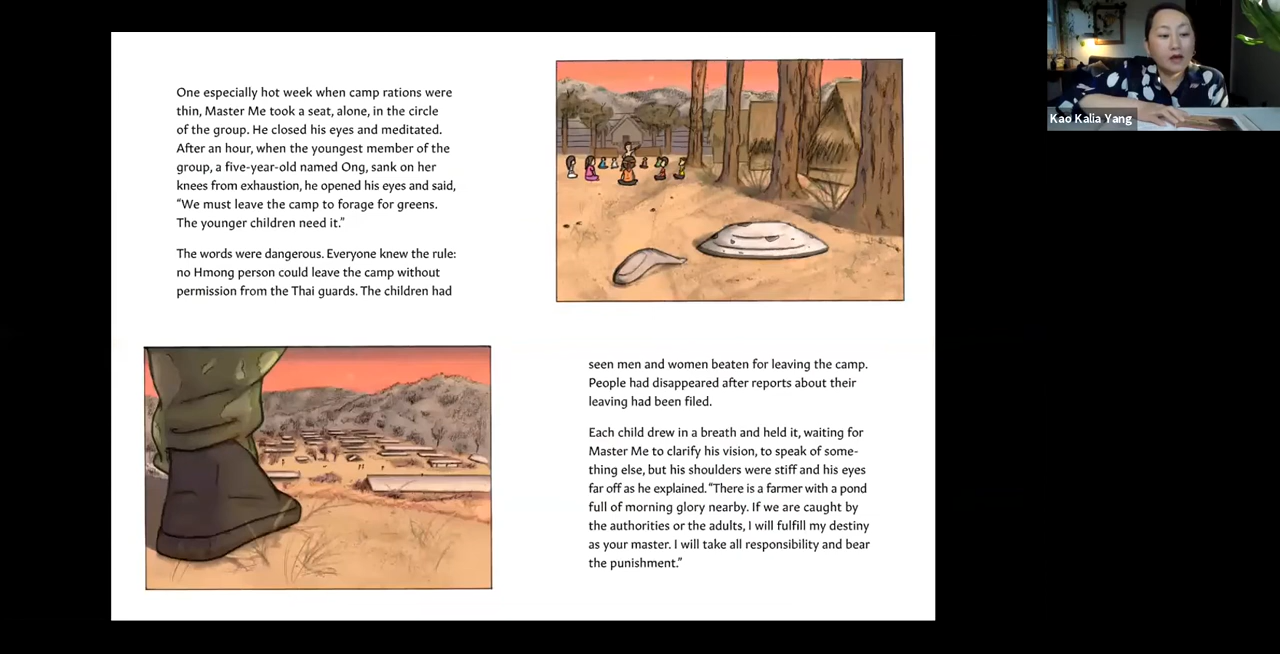 One especially hot week when camp rations were
thin, Master Me took a seat, alone, in the circle
of the group. He closed his eyes and meditated.
After an hour, when the youngest member of the
group, a five-year-old named Ong, sank on her
knees from exhaustion, he opened his eyes and said,
“We must leave the camp to forage for greens.
The younger children need it.”
The words were dangerous. Everyone knew the rule:
no Hmong person could leave the camp without
permission from the Thai guards. The children had
seen men and women beaten for leaving the camp.
People had disappeared after reports about their
leaving had been filed.
Each child drew in a breath and held it, waiting for
Master Me to clarify his vision, to speak of some-
thing else, but his shoulders were stiff and his eyes
far off as he explained. “There is a farmer with a pond
full of morning glory nearby. If we are caught by
the authorities or the adults, I will fulfill my destiny
as your master. I will take all responsibility and bear
the punishment.”
Kao Kalia Yang